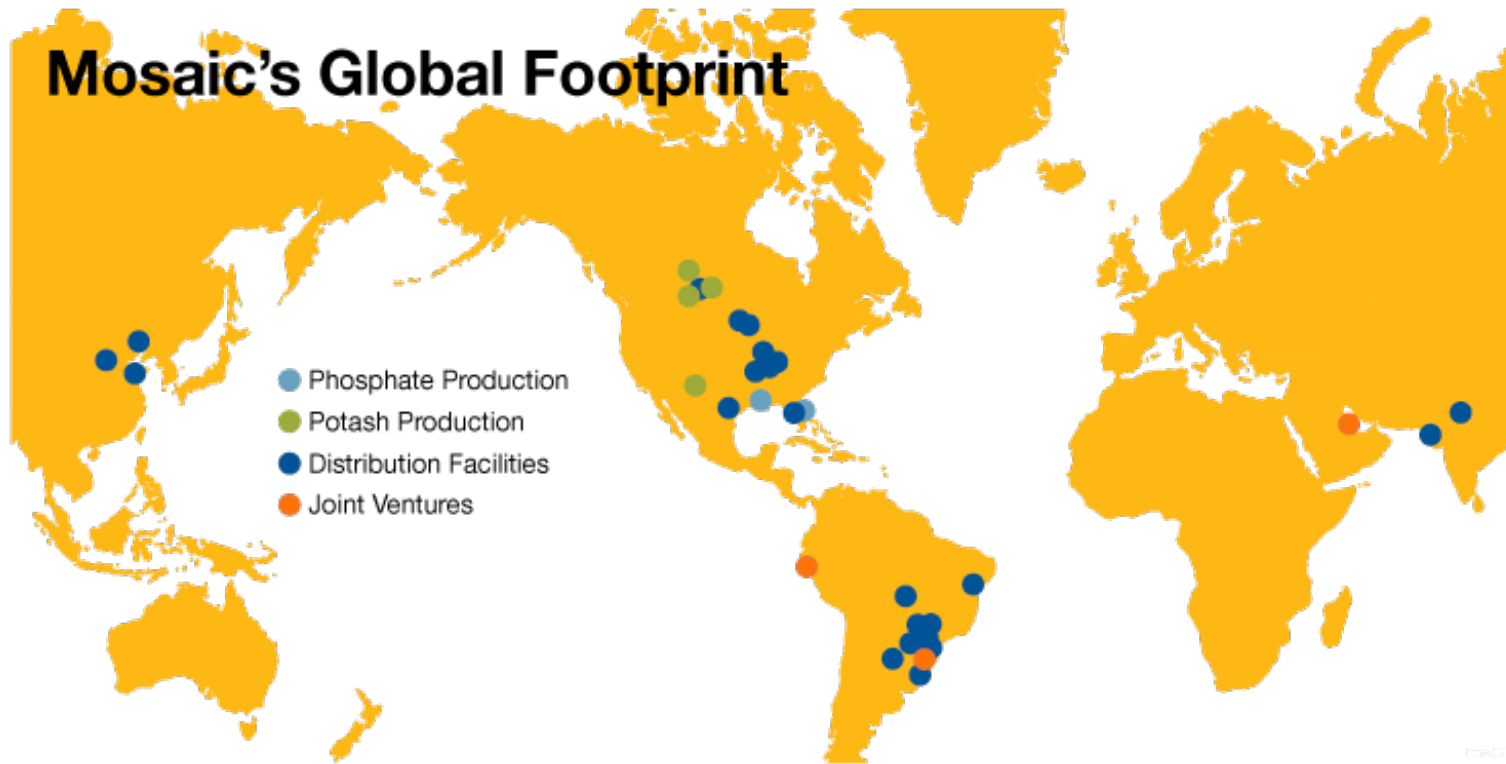 Mosaic’s Global Footprint
Phosphate Production
Potash Production
Distribution Facilities
Joint Ventures